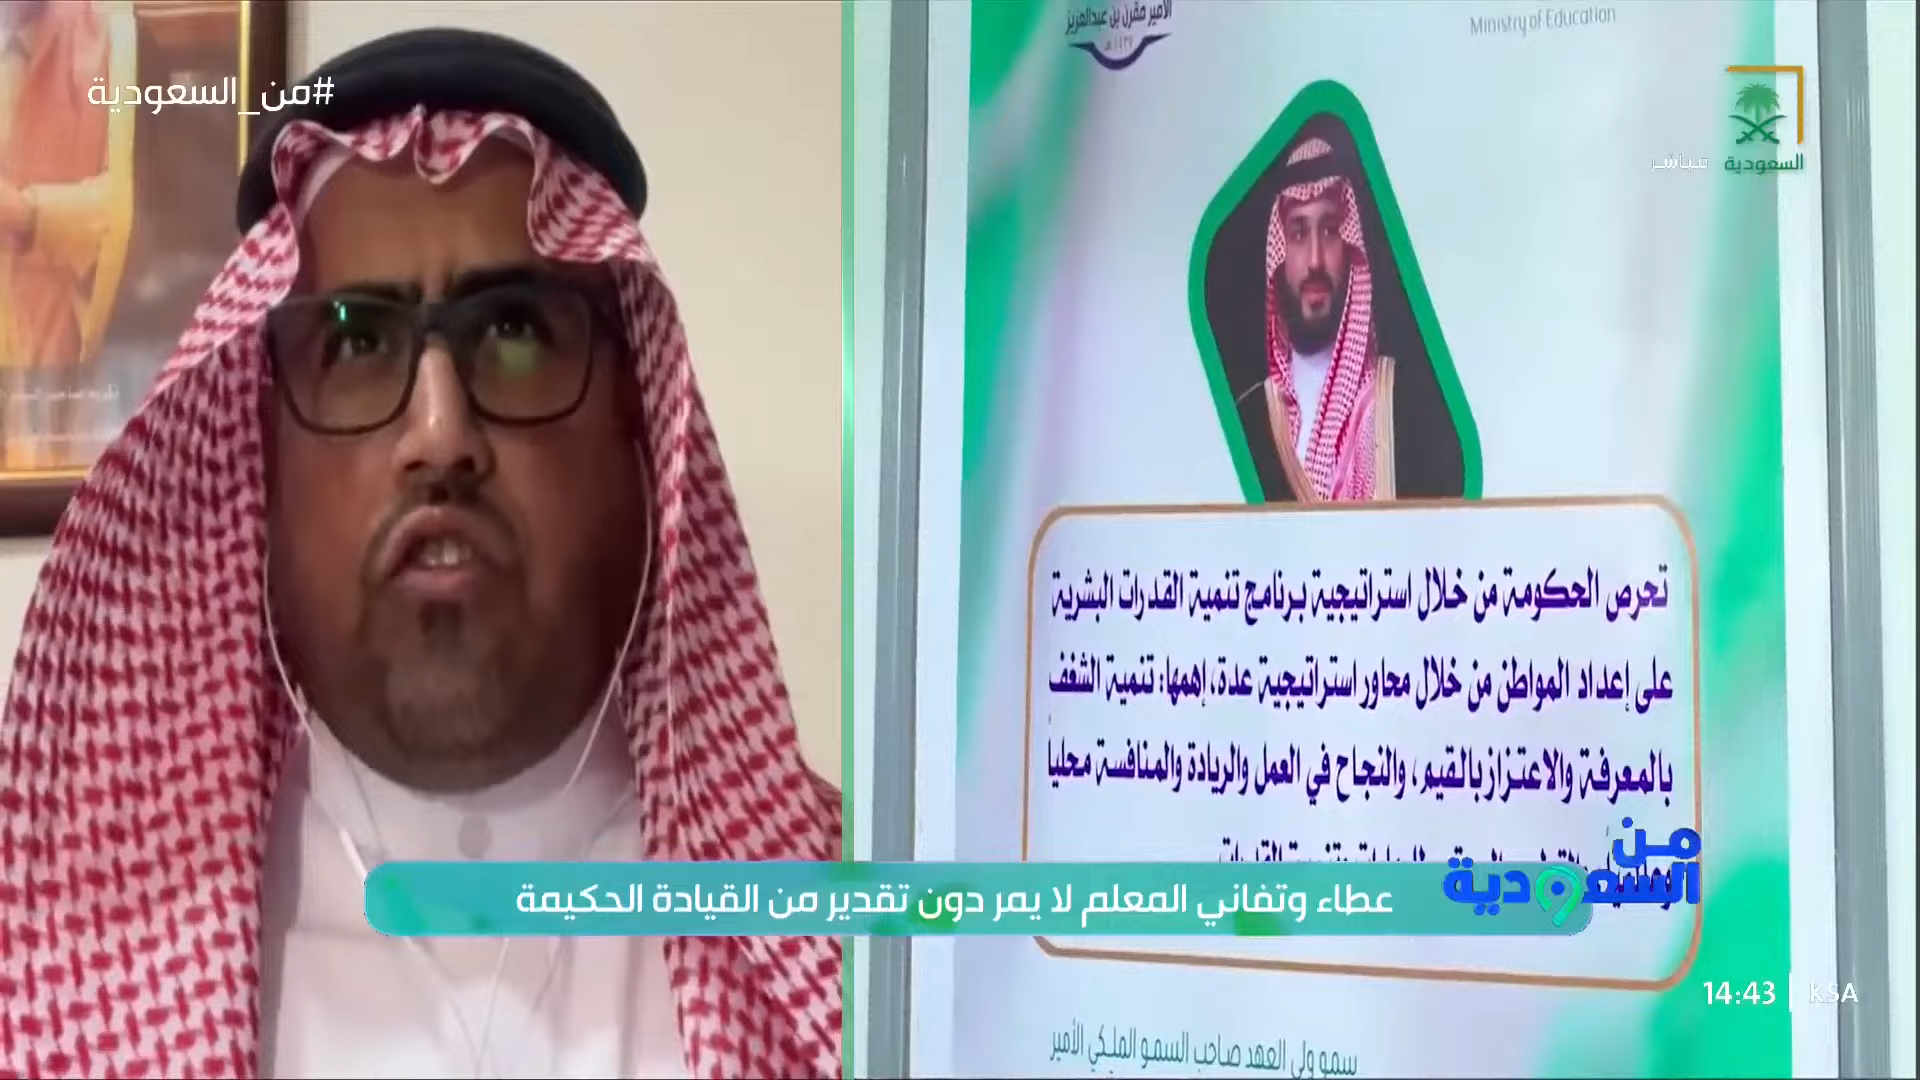 #من_السعودية
الأمير مقرن بن عبدالعزيز
Ministry of Education
السعودية
مباشر
تحرص الحكومة من خلال استراتيجية برنامج تنمية القدرات البشرية
على إعداد المواطن من خلال محاور استراتيجية عدة، إهمها: تنمية الشغف
بالمعرفة والاعتزاز بالقيم، والنجاح في العمل والريادة والمنافسة محلياً
من السعودية
عطاء وتفاني المعلم لا يمر دون تقدير من القيادة الحكيمة
14:43 | KSA
سمو ولي العهد صاحب السمو الملكي الأمير